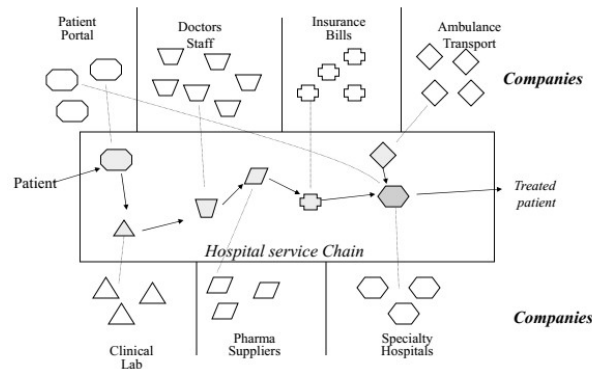 Patient
Portal
Doctors
Staff
Insurance
Bills
Ambulance
Transport
Companies
Patient
Treated
patient
Hospital service Chain
Clinical
Lab
Pharma
Suppliers
Specialty
Hospitals
Companies